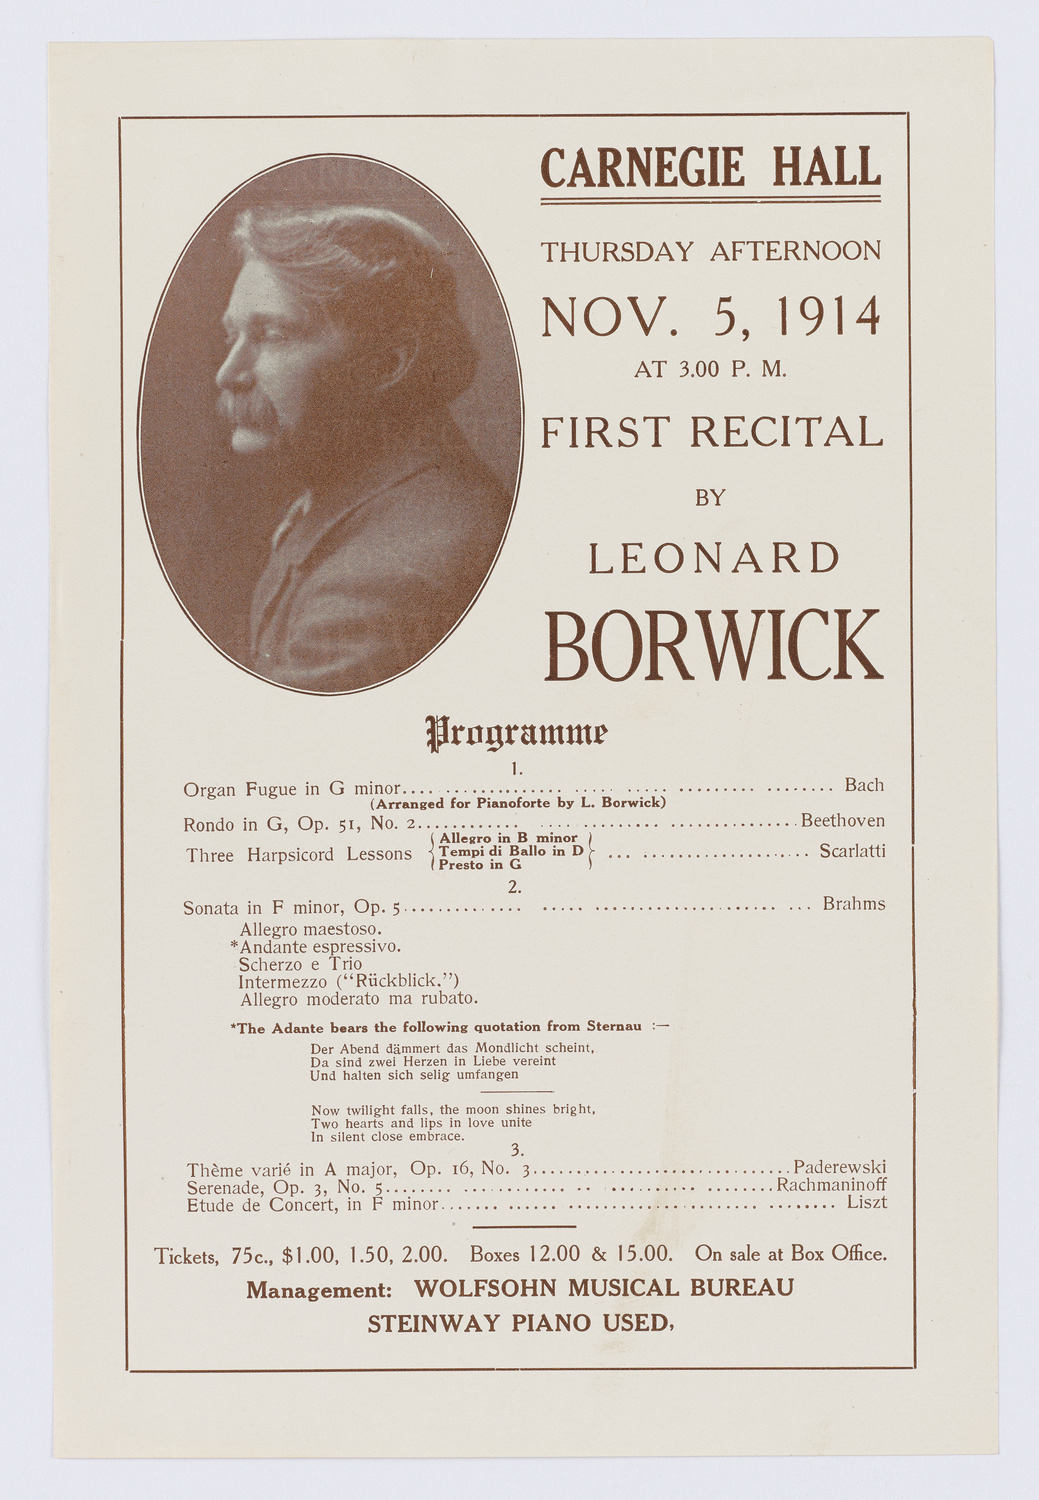 CARNEGIE HALL
THURSDAY AFTERNOON
NOV. 5, 1914
AT 3.00 P. M.
FIRST RECITAL
BY
LEONARD
BORWICK
Programme
1.
Organ Fugue in G minor.... ................... ..... ...... ......... ........ Bach
(Arranged for Pianoforte by L. Borwick)
Rondo in G, Op. 51, No. 2............ .................... .................Beethoven
Three Harpsicord Lessons { Allegro in B minor
Tempi di Ballo in D
Presto in G } ... ...................... Scarlatti
2.
Sonata in F minor, Op. 5.............. ..... ........................... ... Brahms
Allegro maestoso.
*Andante espressivo.
Scherzo e Trio
Intermezzo (“Rückblick.”)
Allegro moderato ma rubato.
*The Adante bears the following quotation from Sternau :—
Der Abend dämmert das Mondlicht scheint,
Da sind zwei Herzen in Liebe vereint
Und halten sich selig umfangen
Now twilight falls, the moon shines bright,
Two hearts and lips in love unite
In silent close embrace.
3.
Thème varié in A major, Op. 16, No. 3.................................Paderewski
Serenade, Op. 3, No. 5........ ............ .. ........... ........Rachmaninoff
Etude de Concert, in F minor....... ...... ........................ ........ Liszt
Tickets, 75c., $1.00, 1.50, 2.00. Boxes 12.00 & 15.00. On sale at Box Office.
Management: WOLFSOHN MUSICAL BUREAU
STEINWAY PIANO USED,